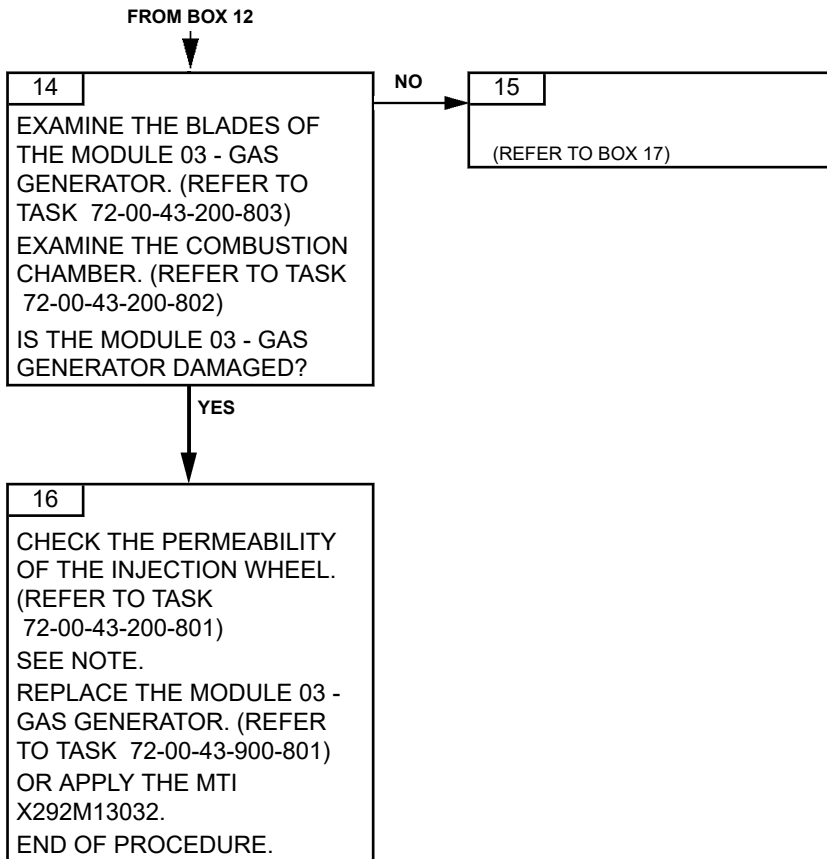 FROM BOX 12
14
EXAMINE THE BLADES OF
THE MODULE 03 - GAS
GENERATOR. (REFER TO
TASK 72-00-43-200-803)
EXAMINE THE COMBUSTION
CHAMBER. (REFER TO TASK
72-00-43-200-802)
IS THE MODULE 03 - GAS
GENERATOR DAMAGED?
NO
15
(REFER TO BOX 17)
YES
16
CHECK THE PERMEABILITY
OF THE INJECTION WHEEL.
(REFER TO TASK
72-00-43-200-801)
SEE NOTE.
REPLACE THE MODULE 03 -
GAS GENERATOR. (REFER
TO TASK 72-00-43-900-801)
OR APPLY THE MTI
X292M13032.
END OF PROCEDURE.